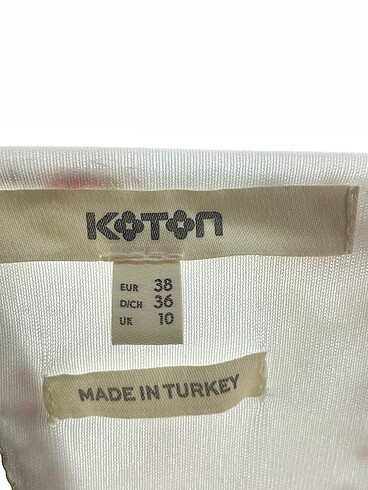 KOTON
EUR 38
D/CH 36
UK 10
MADE IN TURKEY